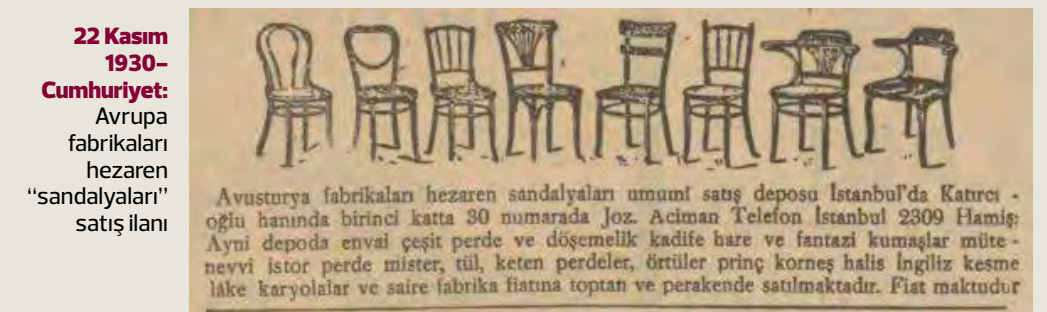 22 Kasım
1930–
Cumhuriyet:
Avrupa
fabrikaları
hezaren
“sandalyaları”
satış ilanı
Avusturya fabrikaları hezaren sandalyaları umumî satış deposu İstanbul'da Katırcı -
oğlu hanında birinci katta 30 numarada Joz. Aciman Telefon İstanbul 2309 Hamiş:
Ayni depoda envai çeşit perde ve döşemelik kadife hare ve fantazi kumaşlar müte -
nevvi istor perde mister, tül, keten perdeler, örtüler prinç korneş halis İngiliz kesme
lâke karyolalar ve saire fabrika fiatına toptan ve perakende satılmaktadır. Fiat maktudur